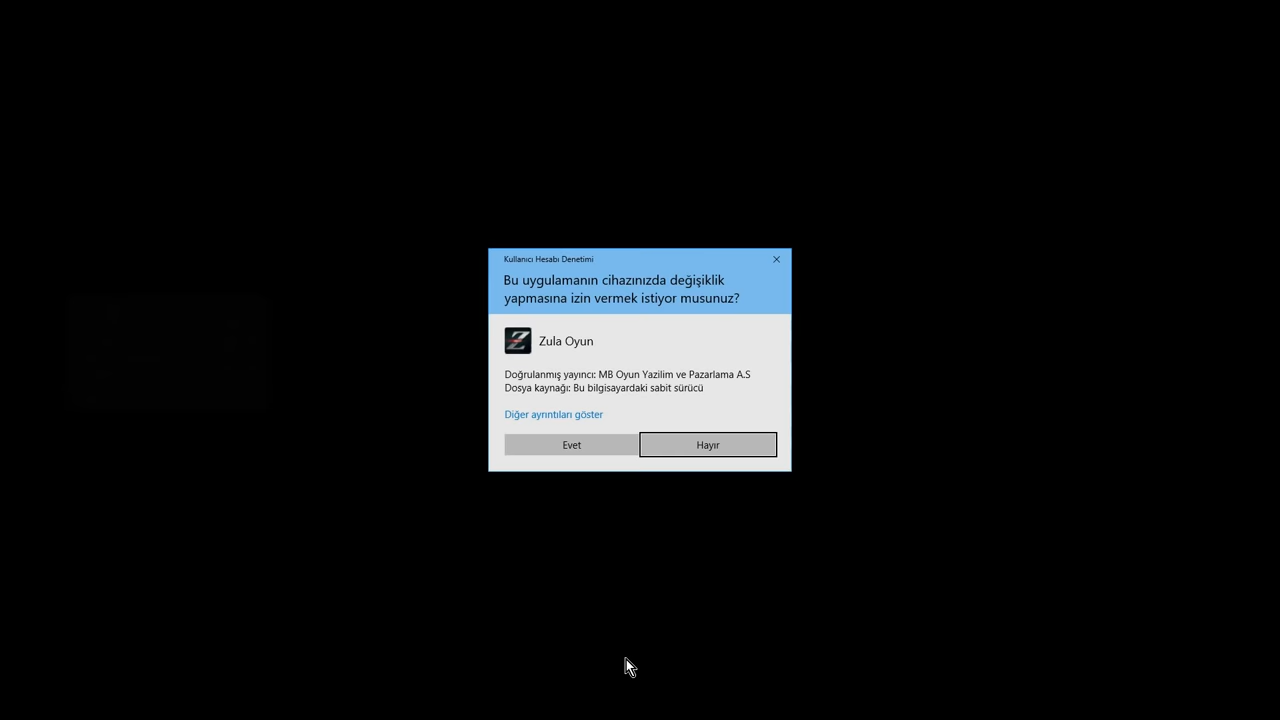 Kullanıcı Hesabı Denetimi
Bu uygulamanın cihazınızda değişiklik
yapmasına izin vermek istiyor musunuz?
Zula Oyun
Doğrulanmış yayıncı: MB Oyun Yazilim ve Pazarlama A.S
Dosya kaynağı: Bu bilgisayardaki sabit sürücü
Diğer ayrıntıları göster
Evet
Hayır